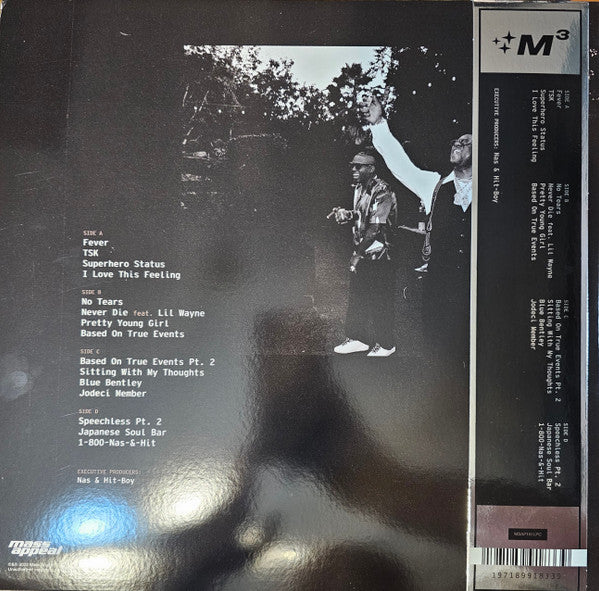 SIDE A
Fever
TSK
Superhero Status
I Love This Feeling
SIDE B
No Tears
Never Die feat. Lil Wayne
Pretty Young Girl
Based On True Events
SIDE C
Based On True Events Pt. 2
Sitting With My Thoughts
Blue Bentley
Jodeci Member
SIDE D
Speechless Pt. 2
Japanese Soul Bar
1-800-Nas-&-Hit
EXECUTIVE PRODUCERS:
Nas & Hit-Boy
mass
appeal
M³
SIDE A
Fever
TSK
Superhero Status
I Love This Feeling
SIDE B
No Tears
Never Die feat. Lil Wayne
Pretty Young Girl
Based On True Events
SIDE C
Based On True Events Pt. 2
Sitting With My Thoughts
Blue Bentley
Jodeci Member
SIDE D
Speechless Pt. 2
Japanese Soul Bar
1-800-Nas-&-Hit
EXECUTIVE PRODUCERS: Nas & Hit-Boy